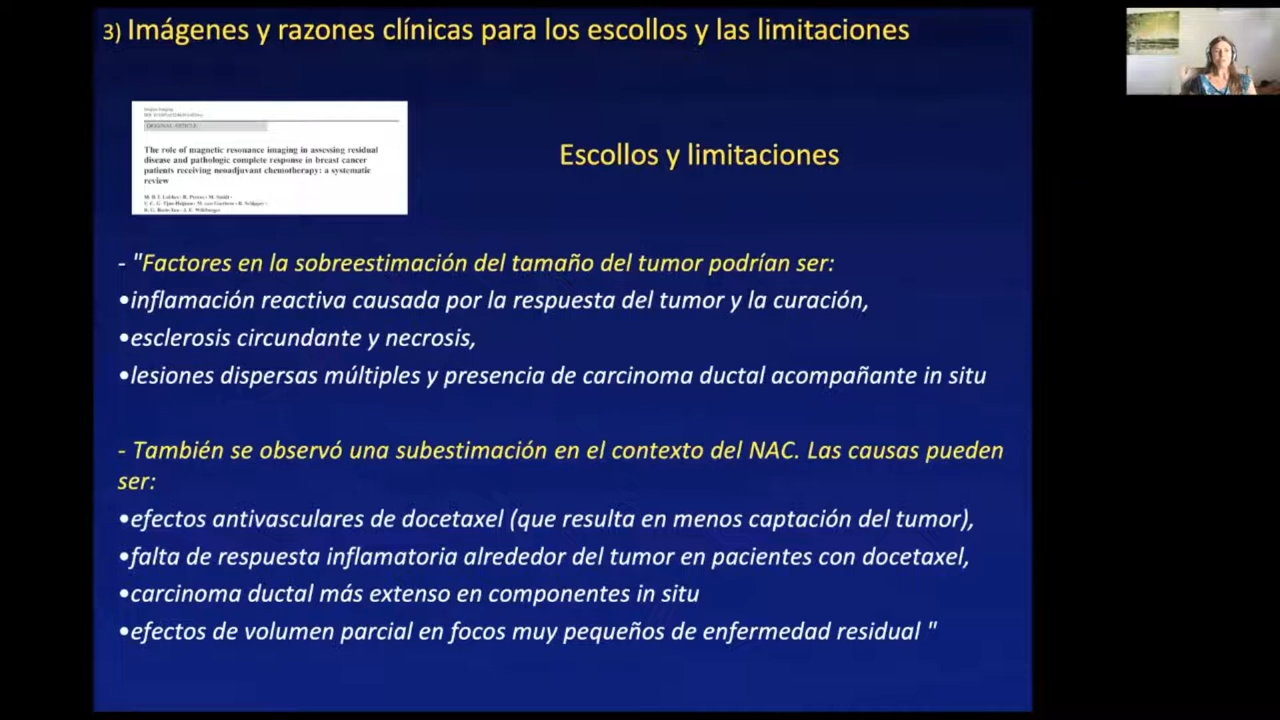 3) Imágenes y razones clínicas para los escollos y las limitaciones
ORIGINAL ARTICLE
The role of magnetic resonance imaging in assessing residual
disease and pathologic complete response in breast cancer
patients receiving neoadjuvant chemotherapy: a systematic
review
Escollos y limitaciones
- "Factores en la sobreestimación del tamaño del tumor podrían ser:
•inflamación reactiva causada por la respuesta del tumor y la curación,
•esclerosis circundante y necrosis,
•lesiones dispersas múltiples y presencia de carcinoma ductal acompañante in situ
- También se observó una subestimación en el contexto del NAC. Las causas pueden
ser:
•efectos antivasculares de docetaxel (que resulta en menos captación del tumor),
•falta de respuesta inflamatoria alrededor del tumor en pacientes con docetaxel,
•carcinoma ductal más extenso en componentes in situ
•efectos de volumen parcial en focos muy pequeños de enfermedad residual "